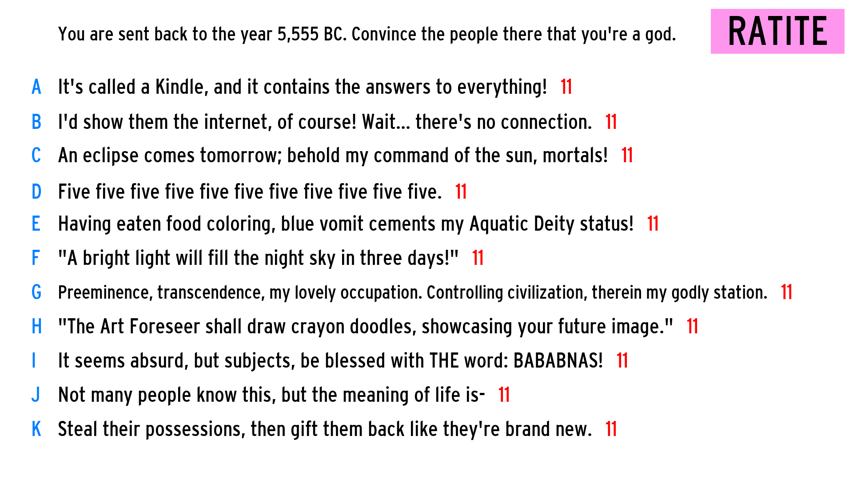 You are sent back to the year 5,555 BC. Convince the people there that you're a god.
RATITE
A It's called a Kindle, and it contains the answers to everything! 11
B I'd show them the internet, of course! Wait... there's no connection. 11
C An eclipse comes tomorrow; behold my command of the sun, mortals! 11
D Five five five five five five five five five five five. 11
E Having eaten food coloring, blue vomit cements my Aquatic Deity status! 11
F "A bright light will fill the night sky in three days!" 11
G Preeminence, transcendence, my lovely occupation. Controlling civilization, therein my godly station. 11
H "The Art Foreseer shall draw crayon doodles, showcasing your future image." 11
I It seems absurd, but subjects, be blessed with THE word: BABABNAS! 11
J Not many people know this, but the meaning of life is- 11
K Steal their possessions, then gift them back like they're brand new. 11